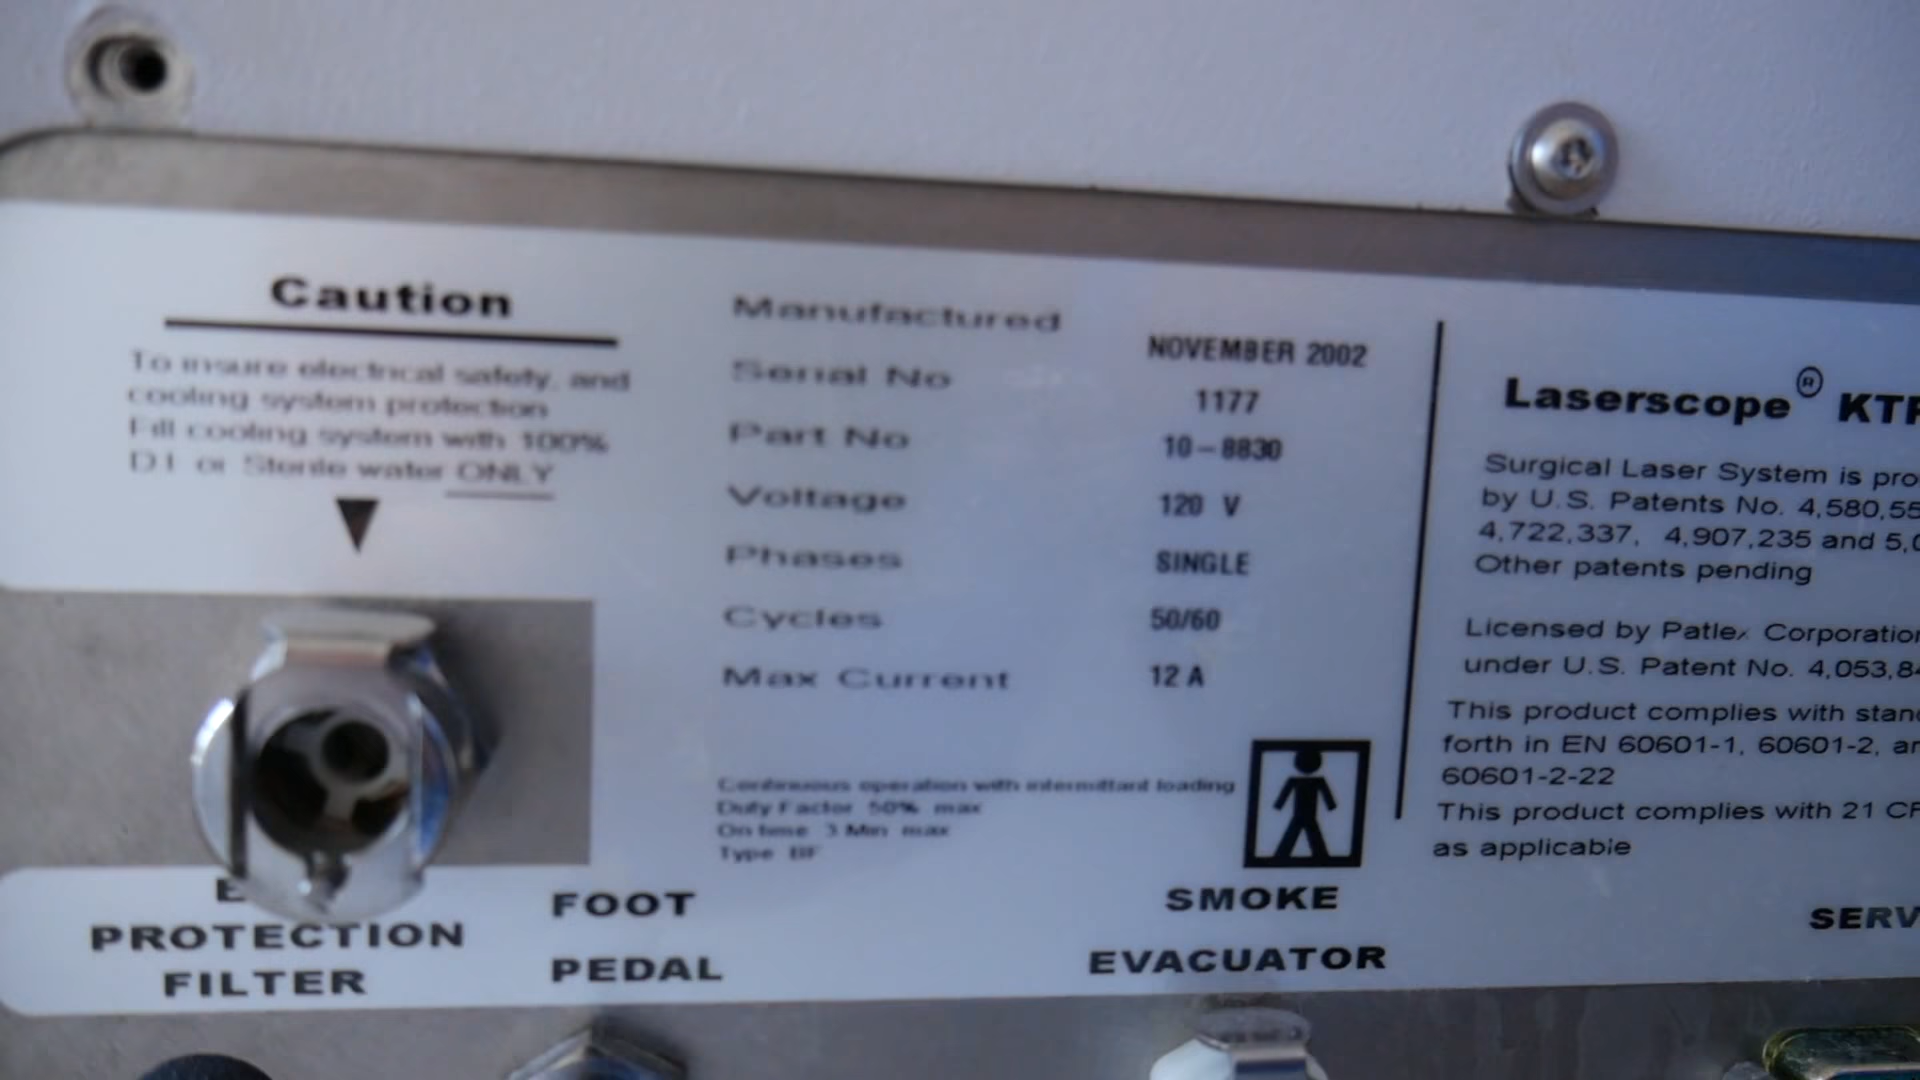 Caution
To insure electrical safety, and
cooling system protection
Fill cooling system with 100%
D.I. or Sterile water ONLY
Manufactured NOVEMBER 2002
Serial No 1177
Part No 10-8830
Voltage 120 V
Phases SINGLE
Cycles 50/60
Max Current 12 A
Continuous operation with intermittant loading
Duty Factor 50% max
On time 3 Min max
Type BF
Laserscope® KTP
Surgical Laser System is pro
by U.S. Patents No. 4,580,55
4,722,337, 4,907,235 and 5,0
Other patents pending
Licensed by Patlex Corporation
under U.S. Patent No. 4,053,84
This product complies with stand
forth in EN 60601-1, 60601-2, an
60601-2-22
This product complies with 21 CF
as applicable
PROTECTION
FILTER
FOOT
PEDAL
SMOKE
EVACUATOR
SERV